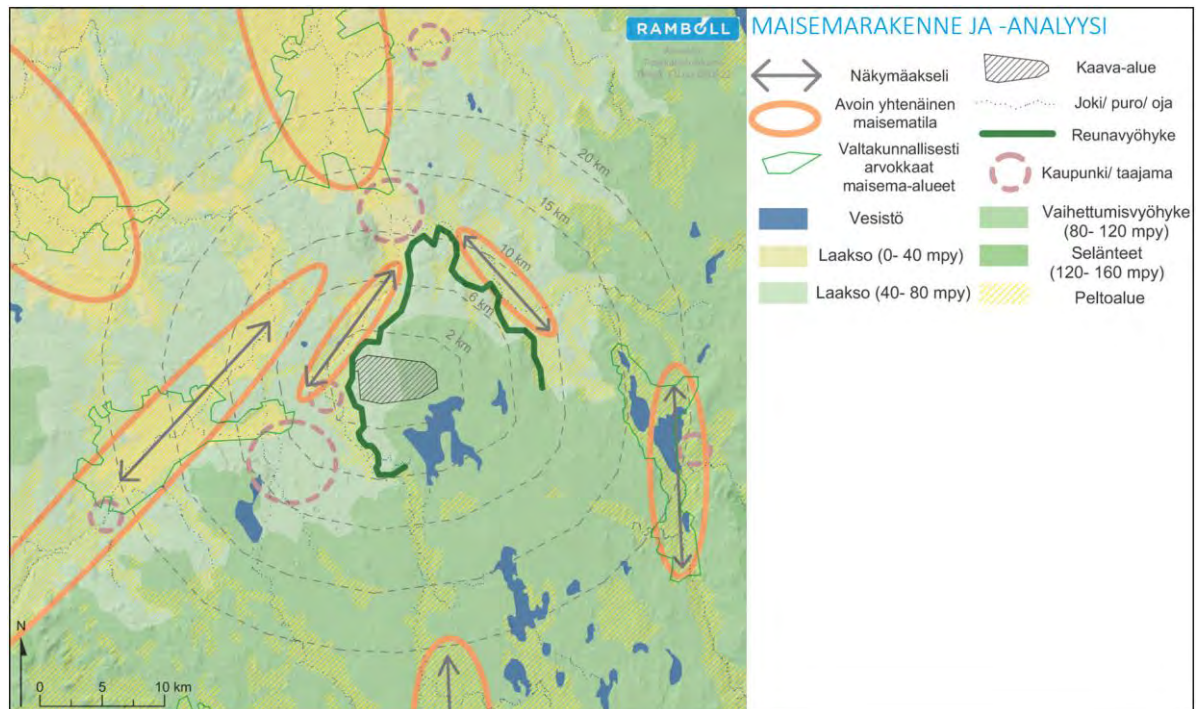 RAMBOLL
MAISEMARAKENNE JA -ANALYYSI
Näkymäakseli
Avoin yhtenäinen
maisematila
Valtakunnallisesti
arvokkaat
maisema-alueet
Vesistö
Laakso (0- 40 mpy)
Laakso (40- 80 mpy)
Kaava-alue
Joki/ puro/ oja
Reunavyöhyke
Kaupunki/ taajama
Vaihettumisvyöhyke
(80- 120 mpy)
Selänteet
(120- 160 mpy)
Peltoalue
20 km
15 km
10 km
6 km
2 km
N
0 5 10 km